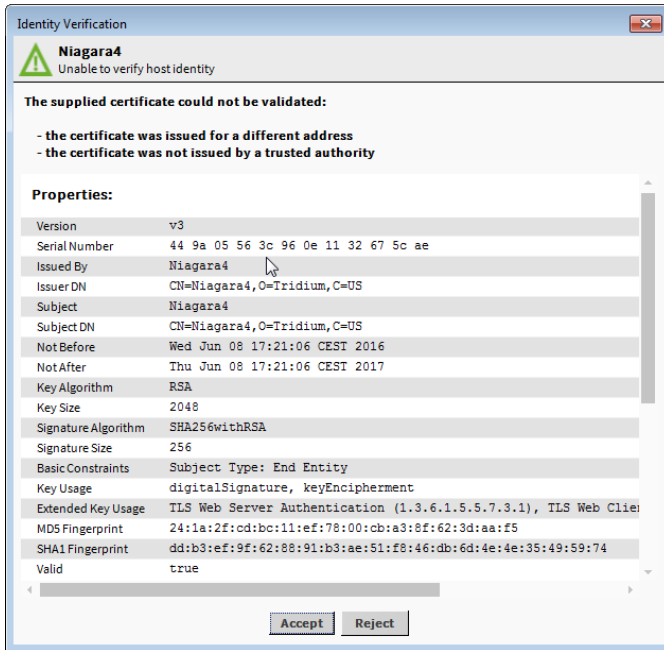 Identity Verification
Niagara4
Unable to verify host identity
The supplied certificate could not be validated:
- the certificate was issued for a different address
- the certificate was not issued by a trusted authority
Properties:
Version v3
Serial Number 44 9a 05 56 3c 96 0e 11 32 67 5c ae
Issued By Niagara4
Issuer DN CN=Niagara4,O=Tridium,C=US
Subject Niagara4
Subject DN CN=Niagara4,O=Tridium,C=US
Not Before Wed Jun 08 17:21:06 CEST 2016
Not After Thu Jun 08 17:21:06 CEST 2017
Key Algorithm RSA
Key Size 2048
Signature Algorithm SHA256withRSA
Signature Size 256
Basic Constraints Subject Type: End Entity
Key Usage digitalSignature, keyEncipherment
Extended Key Usage TLS Web Server Authentication (1.3.6.1.5.5.7.3.1), TLS Web Clie
MD5 Fingerprint 24:1a:2f:cd:bc:11:ef:78:00:cb:a3:8f:62:3d:aa:f5
SHA1 Fingerprint dd:b3:ef:9f:62:88:91:b3:ae:51:f8:46:db:6d:4e:4e:35:49:59:74
Valid true
Accept Reject